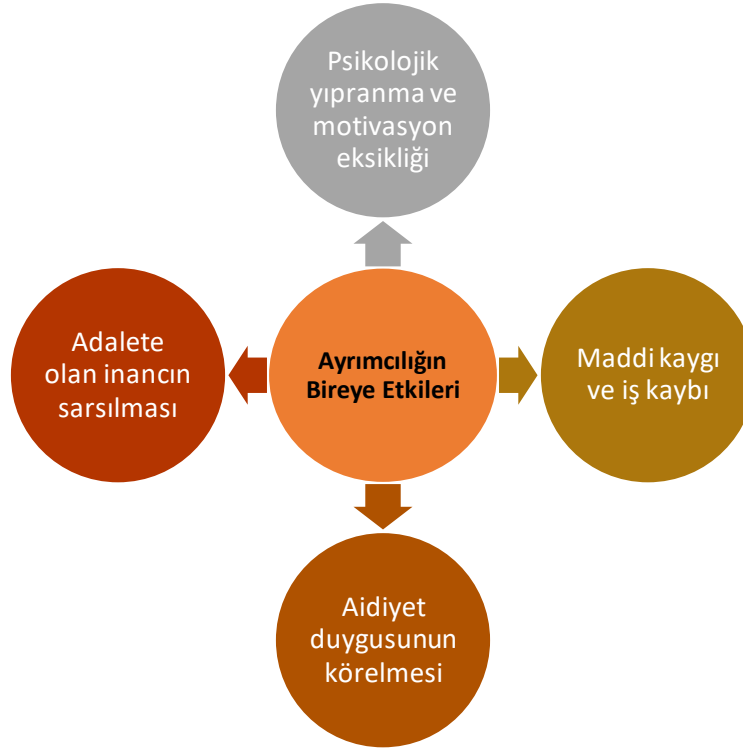 Psikolojik
yıpranma ve
motivasyon
eksikliği
Adalete
olan inancın
sarsılması
Ayrımcılığın
Bireye Etkileri
Maddi kaygı
ve iş kaybı
Aidiyet
duygusunun
körelmesi